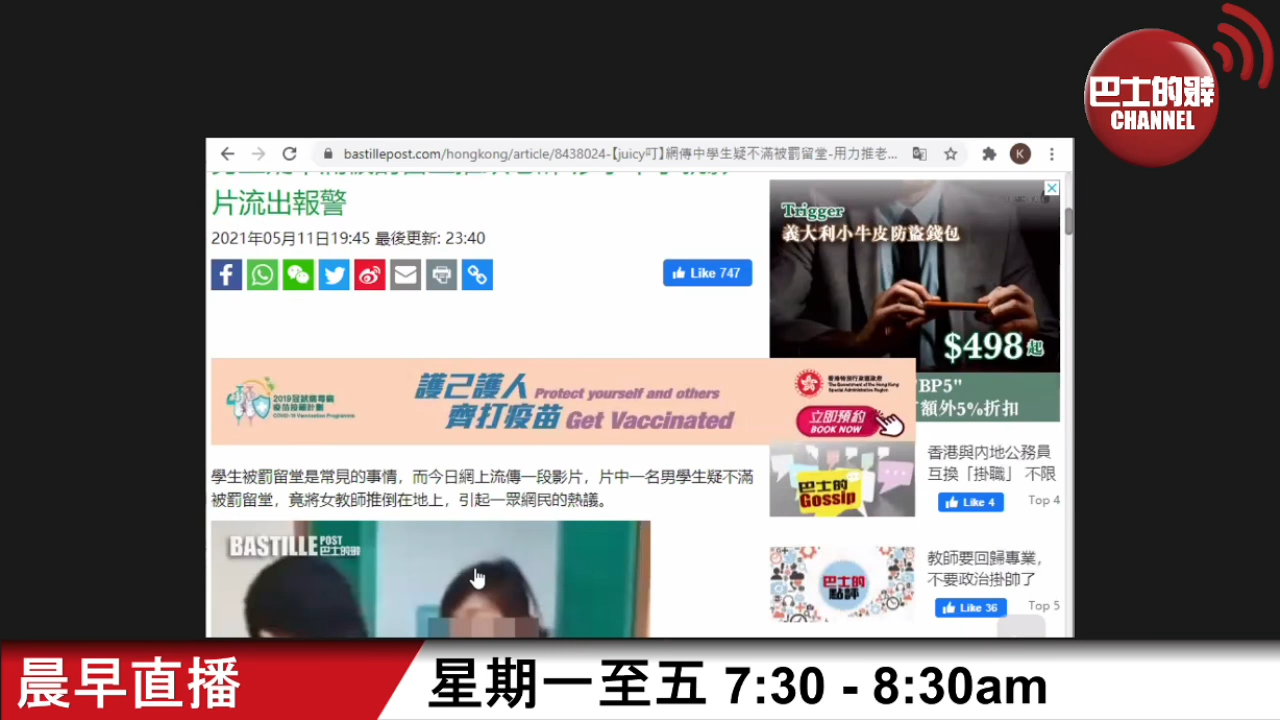 巴士的報
CHANNEL
bastillepost.com/hongkong/article/8438024-【juicy叮】網傳中學生疑不滿被罰留堂-用力推老...
K
片流出報警
2021年05月11日19:45 最後更新: 23:40
Like 747
Trigger
義大利小牛皮防盜錢包
$498起
BP5"
額外5%折扣
2019冠狀病毒病
疫苗接種計劃
COVID-19 Vaccination Programme
護己護人 Protect yourself and others
齊打疫苗 Get Vaccinated
香港特別行政區政府
The Government of the Hong Kong
Special Administrative Region
立即預約
BOOK NOW
學生被罰留堂是常見的事情，而今日網上流傳一段影片，片中一名男學生疑不滿
被罰留堂，竟將女教師推倒在地上，引起一眾網民的熱議。
BASTILLE POST
巴士的報
巴士的
Gossip
香港與內地公務員
互換「掛職」 不限
Like 4
Top 4
巴士的
點評
教師要回歸專業，
不要政治掛帥了
Like 36
Top 5
晨早直播
星期一至五 7:30 - 8:30am